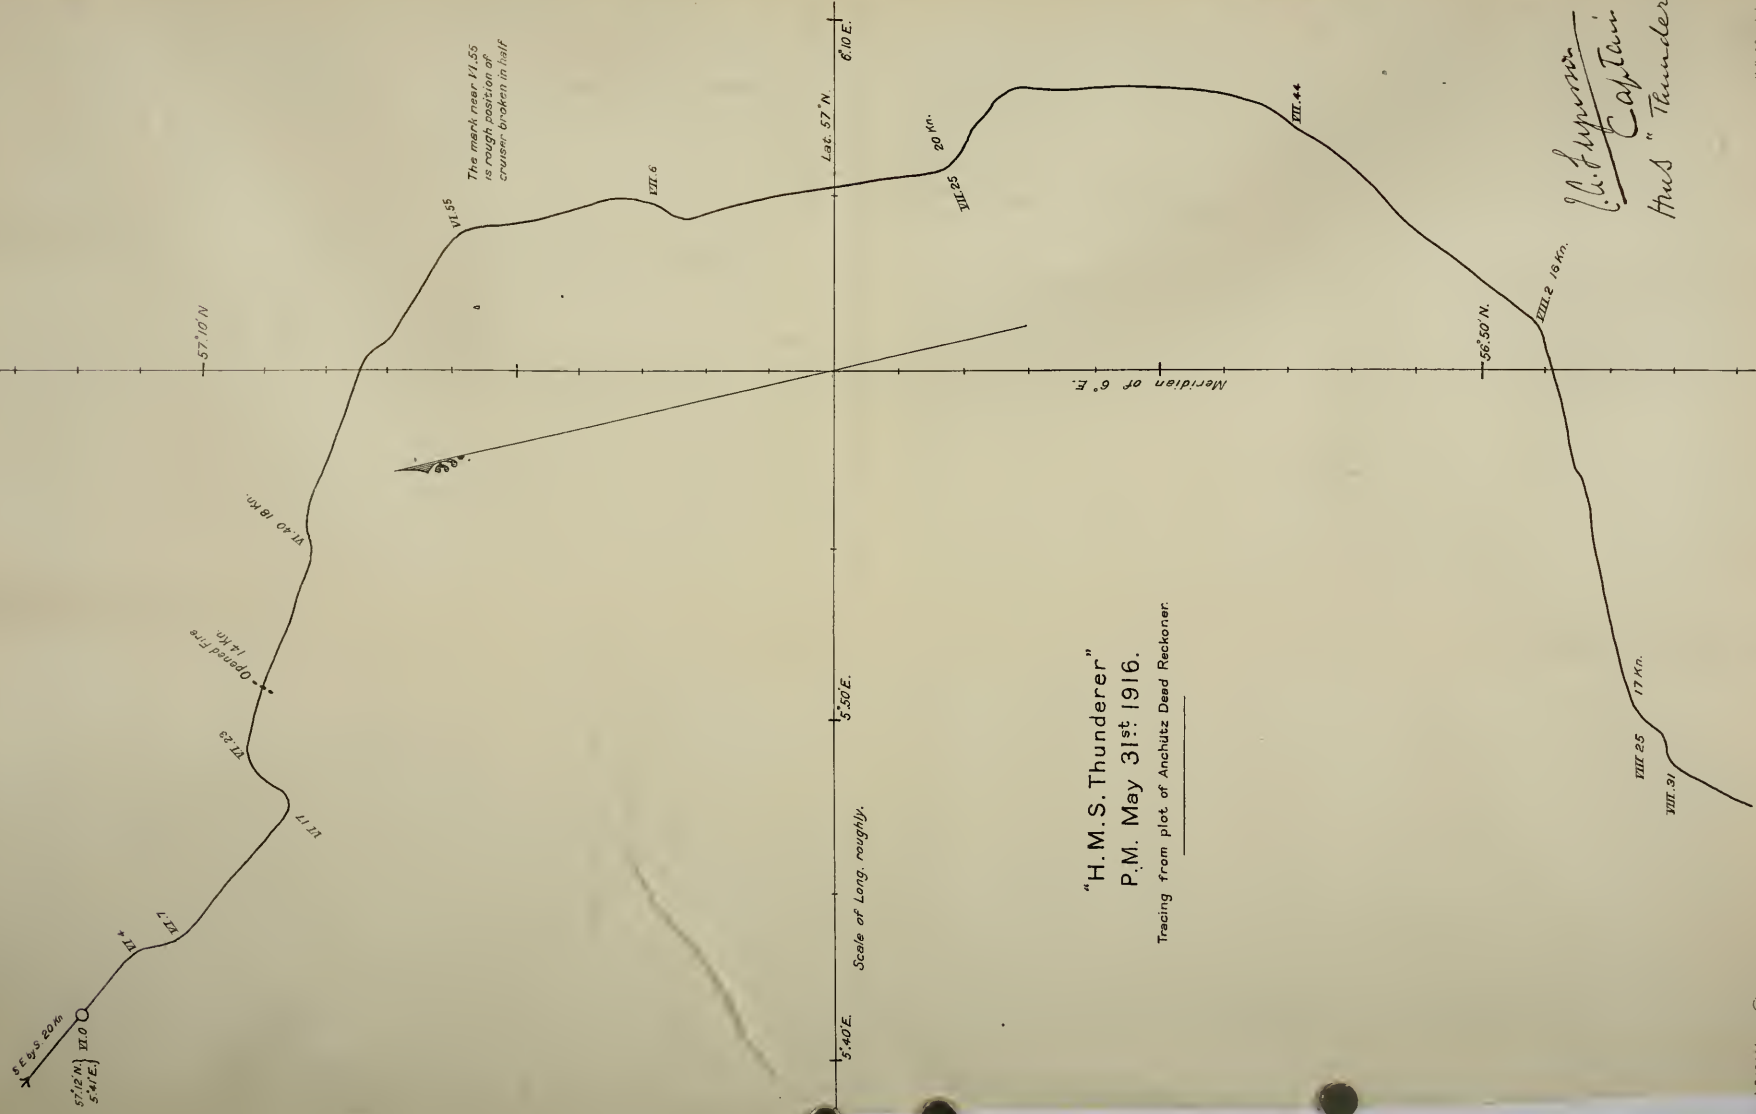 S E by S. 20 Kn
57°.12' N. } VI.0
5°.41' E. }
VI.4
VI.7
VI 17
VI.23
Opened Fire
14 Kn.
VI.40 18 Kn.
57°.10' N
VI.55
The mark near VI.55
is rough position of
cruiser broken in half
VII.6
Lat. 57° N.
6°.10 E.
5°.50' E.
5°.40' E.
Scale of Long. roughly.
Meridian of 6° E.
20 Kn.
VII.25
VII.44
VIII.2 16 Kn.
56°.50' N.
17 Kn.
VIII 25
VIII.31
"H.M.S. Thunderer"
P.M. May 31st 1916.
Tracing from plot of Anchütz Dead Reckoner.
Captain
HMS "Thunderer